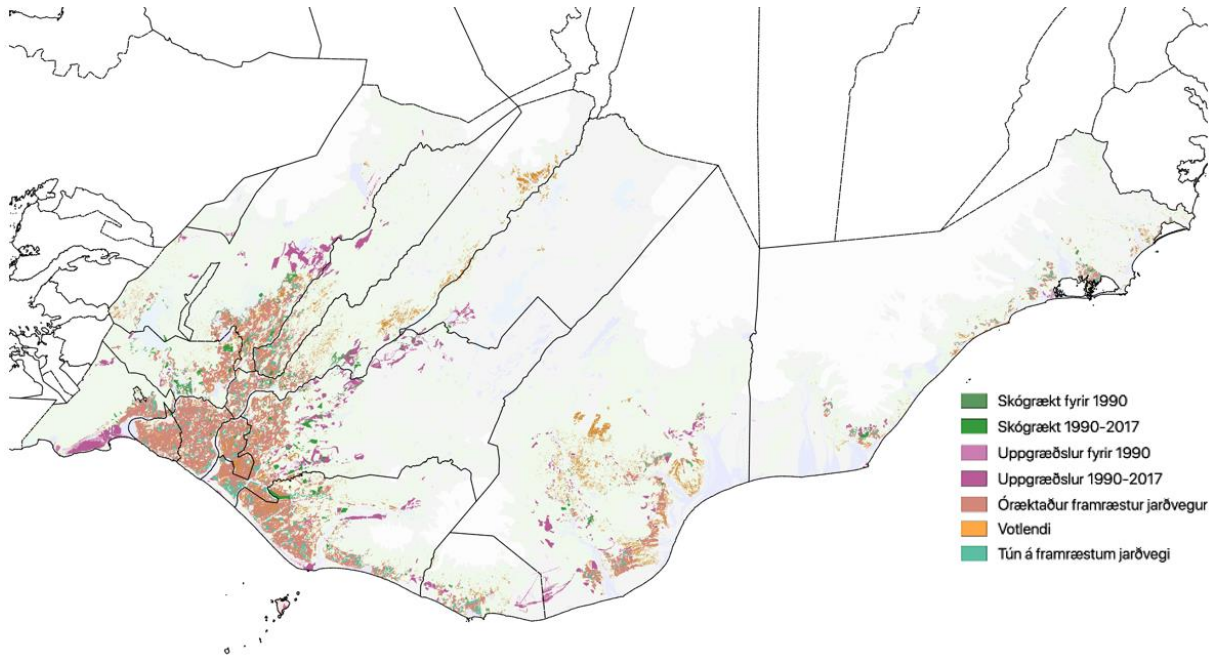 Skógrækt fyrir 1990
Skógrækt 1990-2017
Uppgræðslur fyrir 1990
Uppgræðslur 1990-2017
Óræktaður framræstur jarðvegur
Votlendi
Tún á framræstum jarðvegi